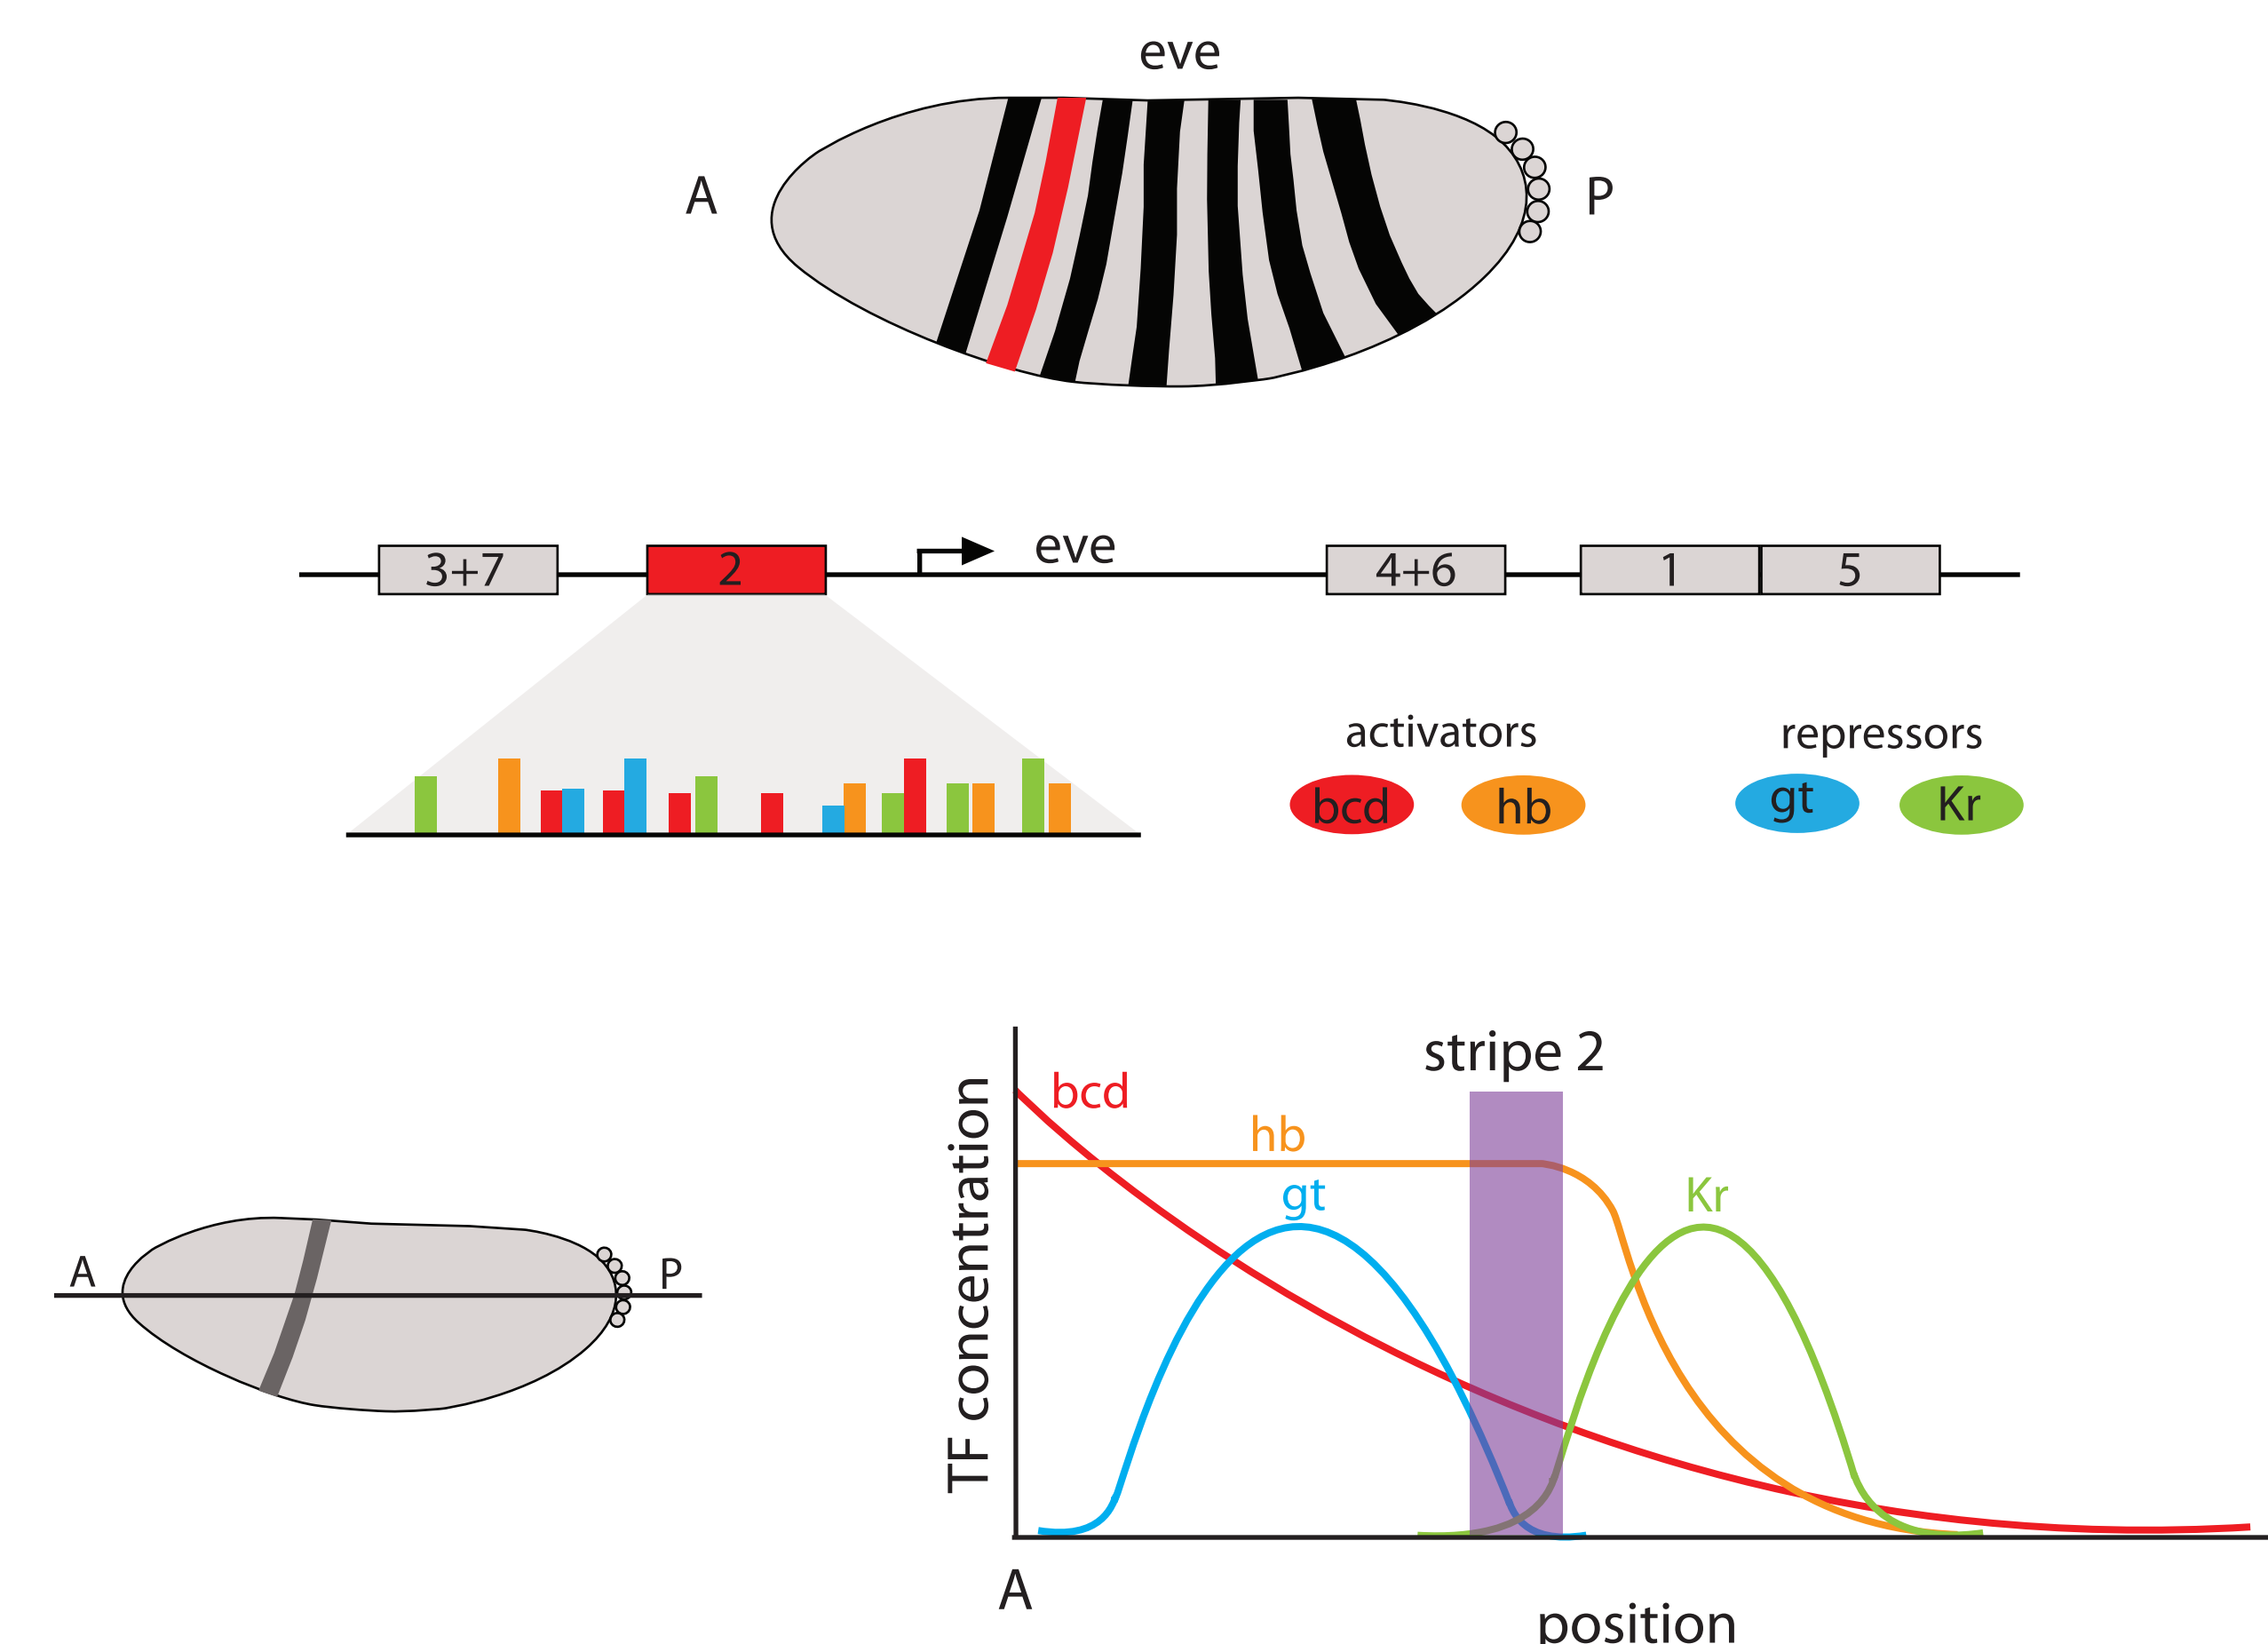 eve
A
P
3+7
2
eve
4+6
1
5
activators
repressors
bcd
hb
gt
Kr
stripe 2
bcd
hb
gt
Kr
TF concentration
A
P
A
position